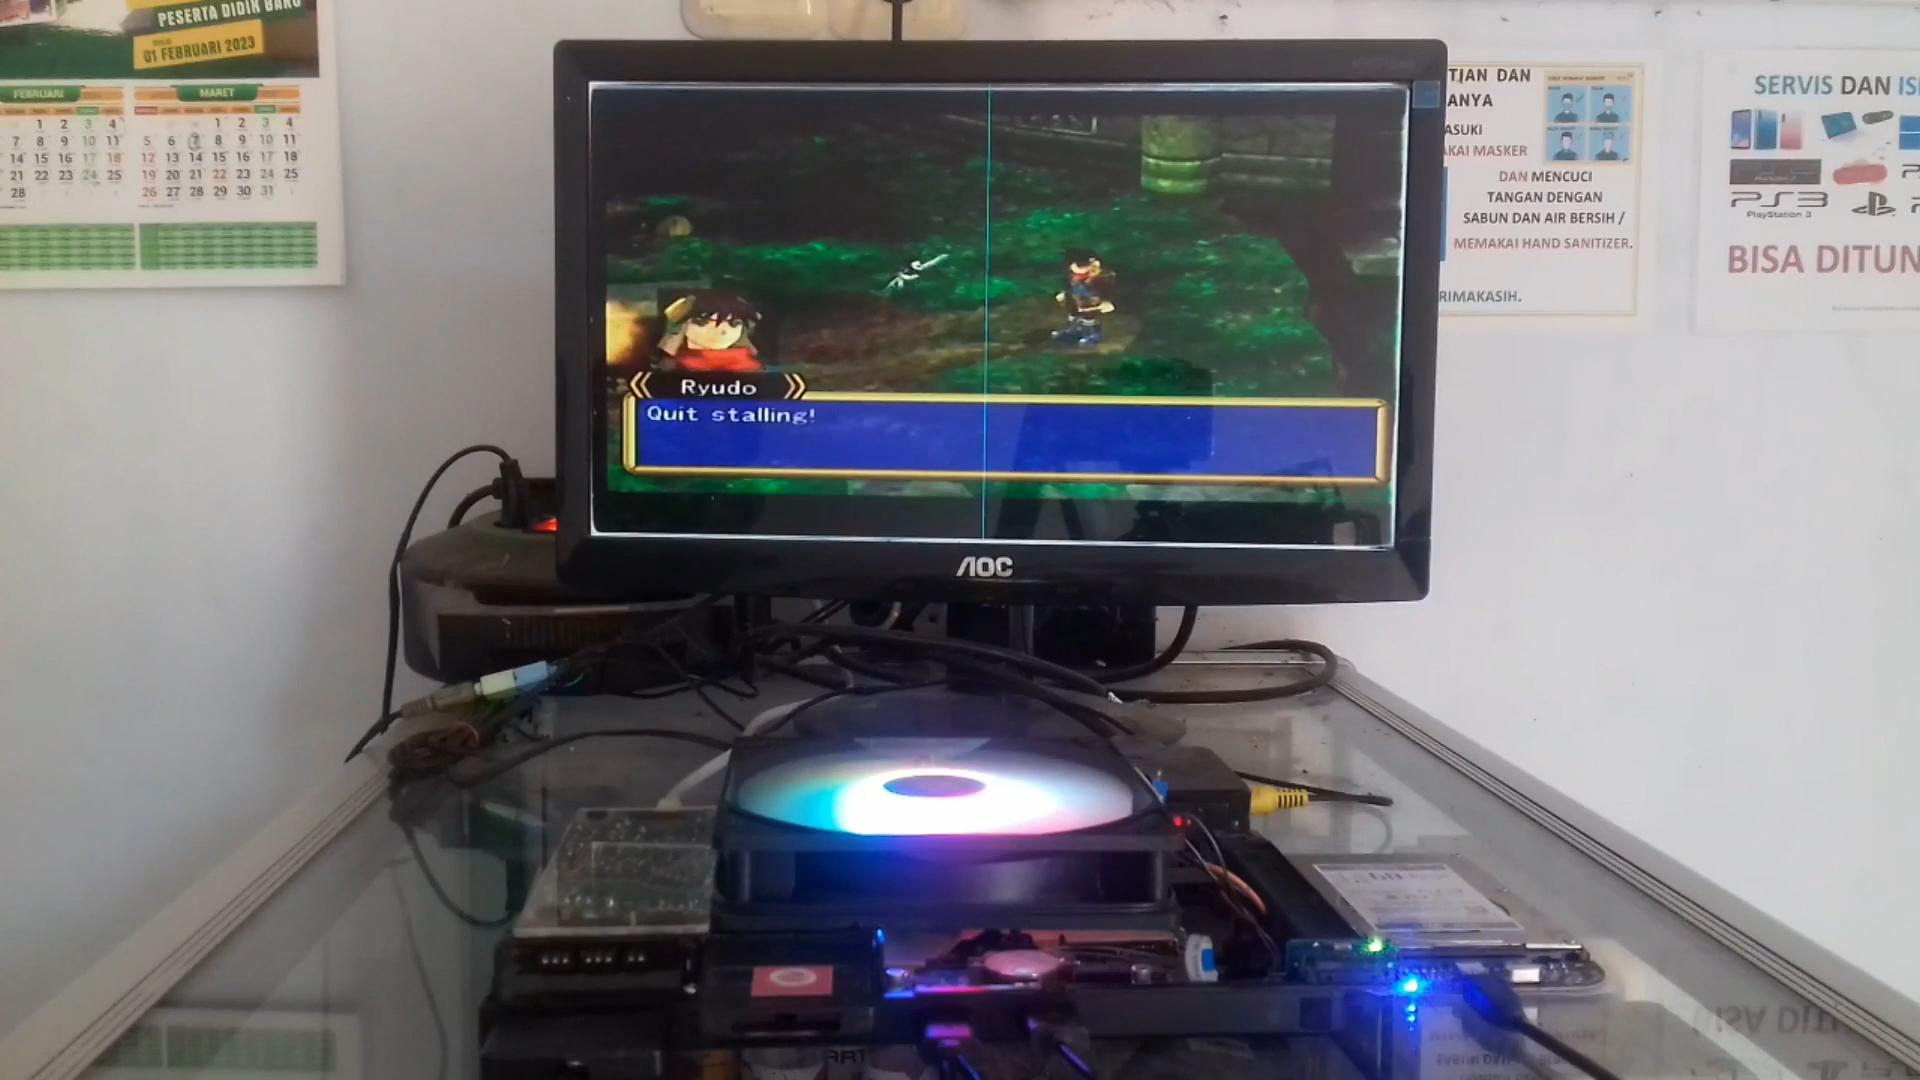 PESERTA DIDIK BARU
01 FEBRUARI 2023
FEBRUARI
MARET
1 2 3 4
7 8 9 10 11
14 15 16 17 18
21 22 23 24 25
28
1 2 3 4
5 6 7 8 9 10 11
12 13 14 15 16 17 18
19 20 21 22 23 24 25
26 27 28 29 30 31
Ryudo
Quit stalling!
AOC
TIAN DAN
ANYA
ASUKI
KAI MASKER
DAN MENCUCI
TANGAN DENGAN
SABUN DAN AIR BERSIH /
MEMAKAI HAND SANITIZER.
RIMAKASIH.
SERVIS DAN ISI
PS3
PlayStation 3
BISA DITUN